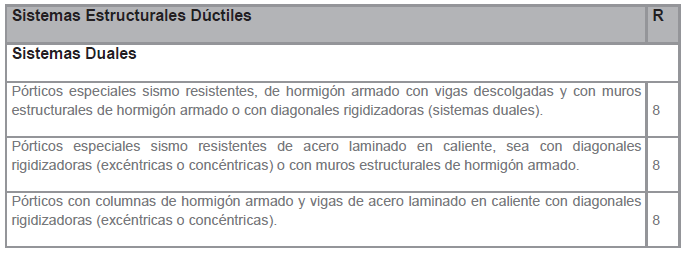 Sistemas Estructurales Dúctiles R
Sistemas Duales
Pórticos especiales sismo resistentes, de hormigón armado con vigas descolgadas y con muros
estructurales de hormigón armado o con diagonales rigidizadoras (sistemas duales). 8
Pórticos especiales sismo resistentes de acero laminado en caliente, sea con diagonales
rigidizadoras (excéntricas o concéntricas) o con muros estructurales de hormigón armado. 8
Pórticos con columnas de hormigón armado y vigas de acero laminado en caliente con diagonales
rigidizadoras (excéntricas o concéntricas). 8